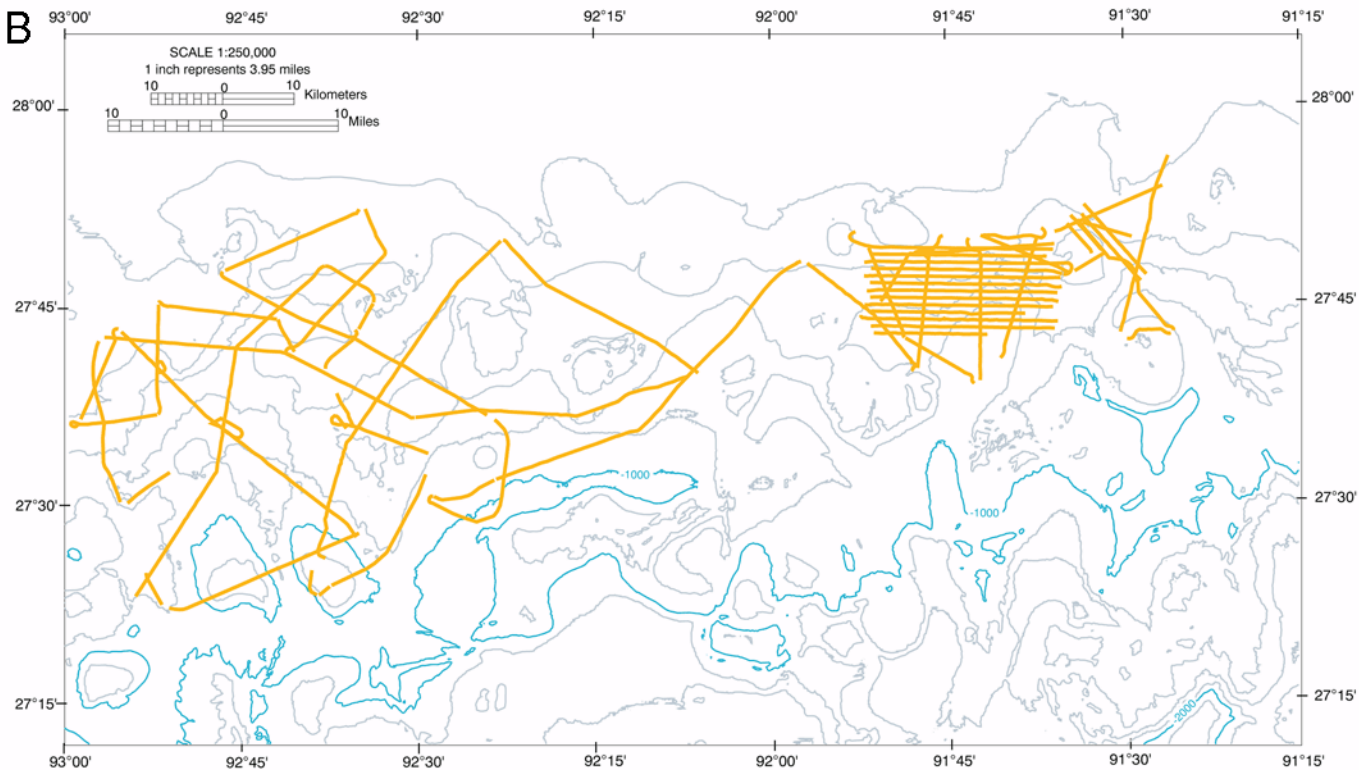 B
93°00' 92°45' 92°30' 92°15' 92°00' 91°45' 91°30' 91°15'
SCALE 1:250,000
1 inch represents 3.95 miles
10 0 10 Kilometers
10 0 10 Miles
28°00' 28°00'
27°45' 27°45'
-1000
27°30' 27°30'
-1000
27°15' 27°15'
-2000
93°00' 92°45' 92°30' 92°15' 92°00' 91°45' 91°30' 91°15'